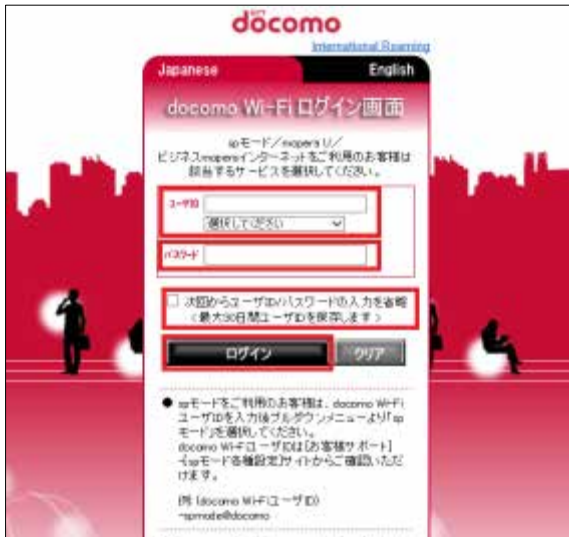 döcomo
International Roaming
Japanese
English
docomo Wi-Fi ログイン画面
spモード／mopera U／
ビジネスmoperaインターネットをご利用のお客様は
該当するサービスを選択してください。
ユーザID
選択してください
パスワード
次回からユーザID/パスワードの入力を省略
<最大90日間ユーザIDを保存します>
ログイン
クリア
● spモードをご利用のお客様は、docomo Wi-Fi
ユーザIDを入力後プルダウンメニューより「sp
モード」を選択してください。
docomo Wi-FiユーザIDは[お客様サポート]
-[spモード各種設定]サイトからご確認いただ
けます。
(例: (docomo Wi-FiユーザID)
-spmode@docomo